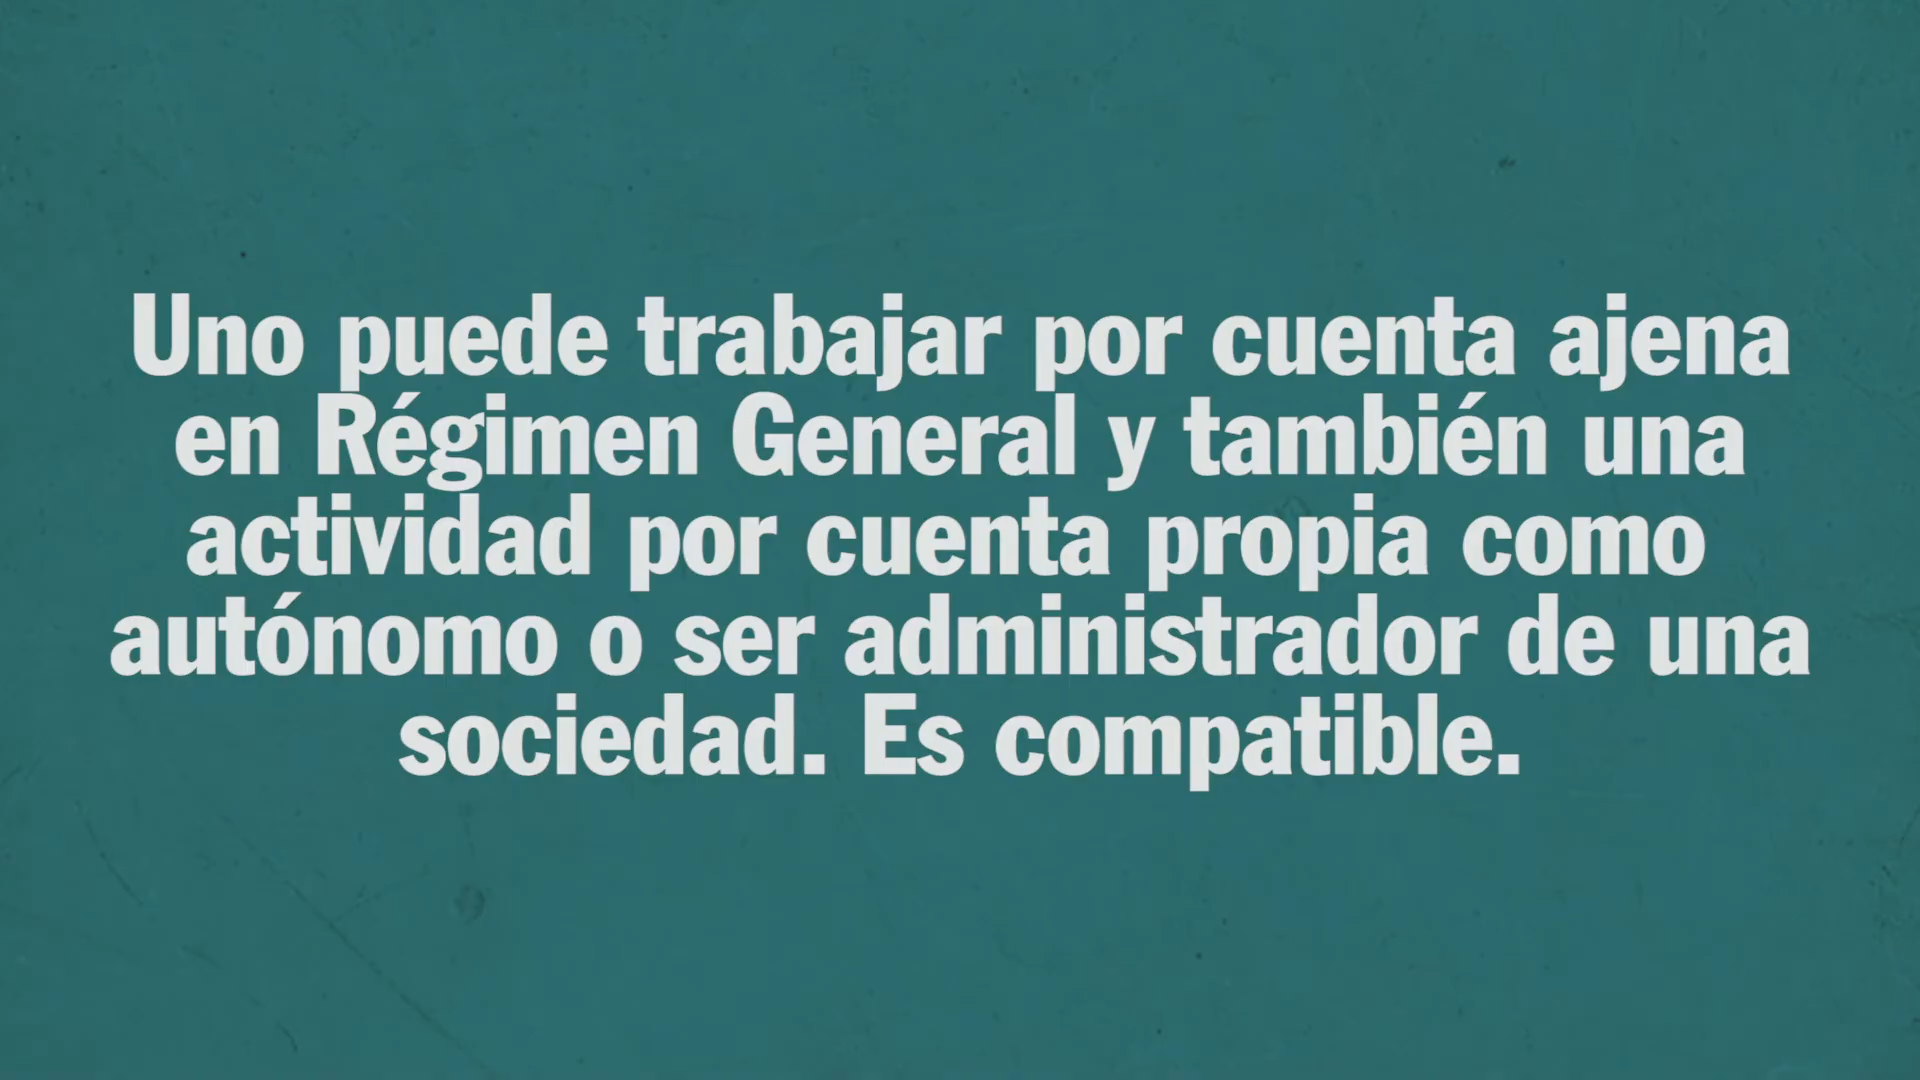 Uno puede trabajar por cuenta ajena
en Régimen General y también una
actividad por cuenta propia como
autónomo o ser administrador de una
sociedad. Es compatible.